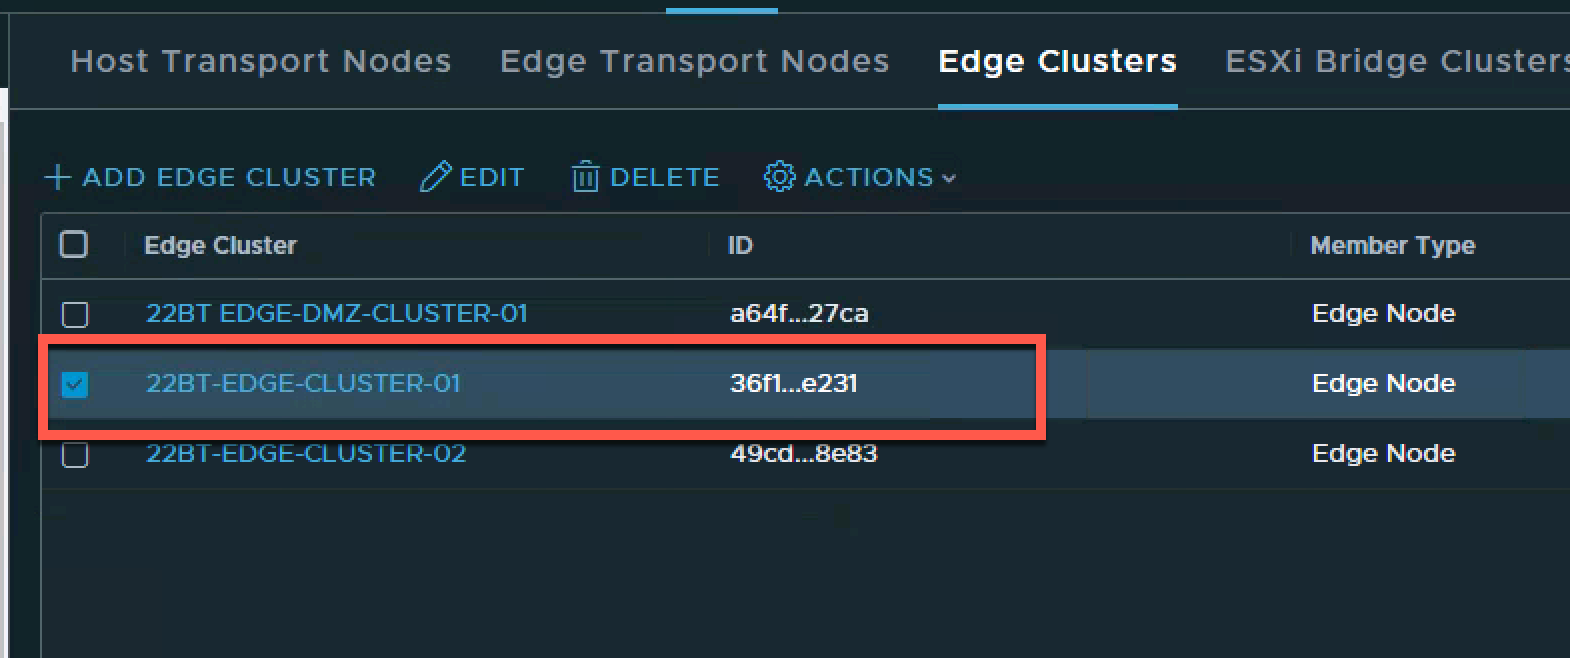 Host Transport Nodes Edge Transport Nodes Edge Clusters ESXi Bridge Clusters
ADD EDGE CLUSTER EDIT DELETE ACTIONS
Edge Cluster ID Member Type
22BT EDGE-DMZ-CLUSTER-01 a64f...27ca Edge Node
22BT-EDGE-CLUSTER-01 36f1...e231 Edge Node
22BT-EDGE-CLUSTER-02 49cd...8e83 Edge Node